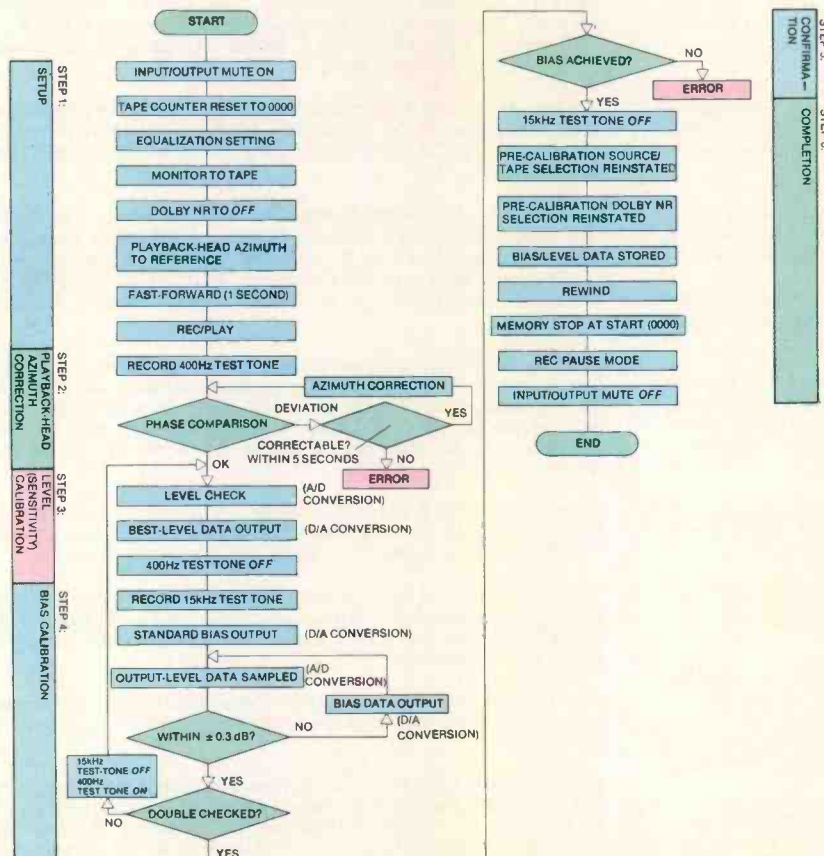 START
INPUT/OUTPUT MUTE ON
TAPE COUNTER RESET TO 0000
EQUALIZATION SETTING
MONITOR TO TAPE
DOLBY NR TO OFF
PLAYBACK-HEAD AZIMUTH
TO REFERENCE
FAST-FORWARD (1 SECOND)
REC/PLAY
RECORD 400Hz TEST TONE
AZIMUTH CORRECTION
PHASE COMPARISON
DEVIATION
YES
CORRECTABLE?
WITHIN 5 SECONDS
NO
ERROR
OK
LEVEL CHECK
(A/D
CONVERSION)
BEST-LEVEL DATA OUTPUT
(D/A CONVERSION)
400Hz TEST TONE OFF
RECORD 15kHz TEST TONE
STANDARD BIAS OUTPUT
(D/A CONVERSION)
OUTPUT-LEVEL DATA SAMPLED
(A/D
CONVERSION)
BIAS DATA OUTPUT
(D/A
CONVERSION)
WITHIN ± 0.3 dB?
NO
YES
15kHz
TEST-TONE OFF
400Hz
TEST TONE ON
NO
DOUBLE CHECKED?
YES
STEP 1:
SETUP
STEP 2:
PLAYBACK-HEAD
AZIMUTH
CORRECTION
STEP 3:
LEVEL
(SENSITIVITY)
CALIBRATION
STEP 4:
BIAS CALIBRATION
BIAS ACHIEVED?
NO
ERROR
YES
15kHz TEST TONE OFF
PRE-CALIBRATION SOURCE/
TAPE SELECTION REINSTATED
PRE-CALIBRATION DOLBY NR
SELECTION REINSTATED
BIAS/LEVEL DATA STORED
REWIND
MEMORY STOP AT START (0000)
REC PAUSE MODE
INPUT/OUTPUT MUTE OFF
END
STEP
CONFIRMA–
TION
STEP
COMPLETION